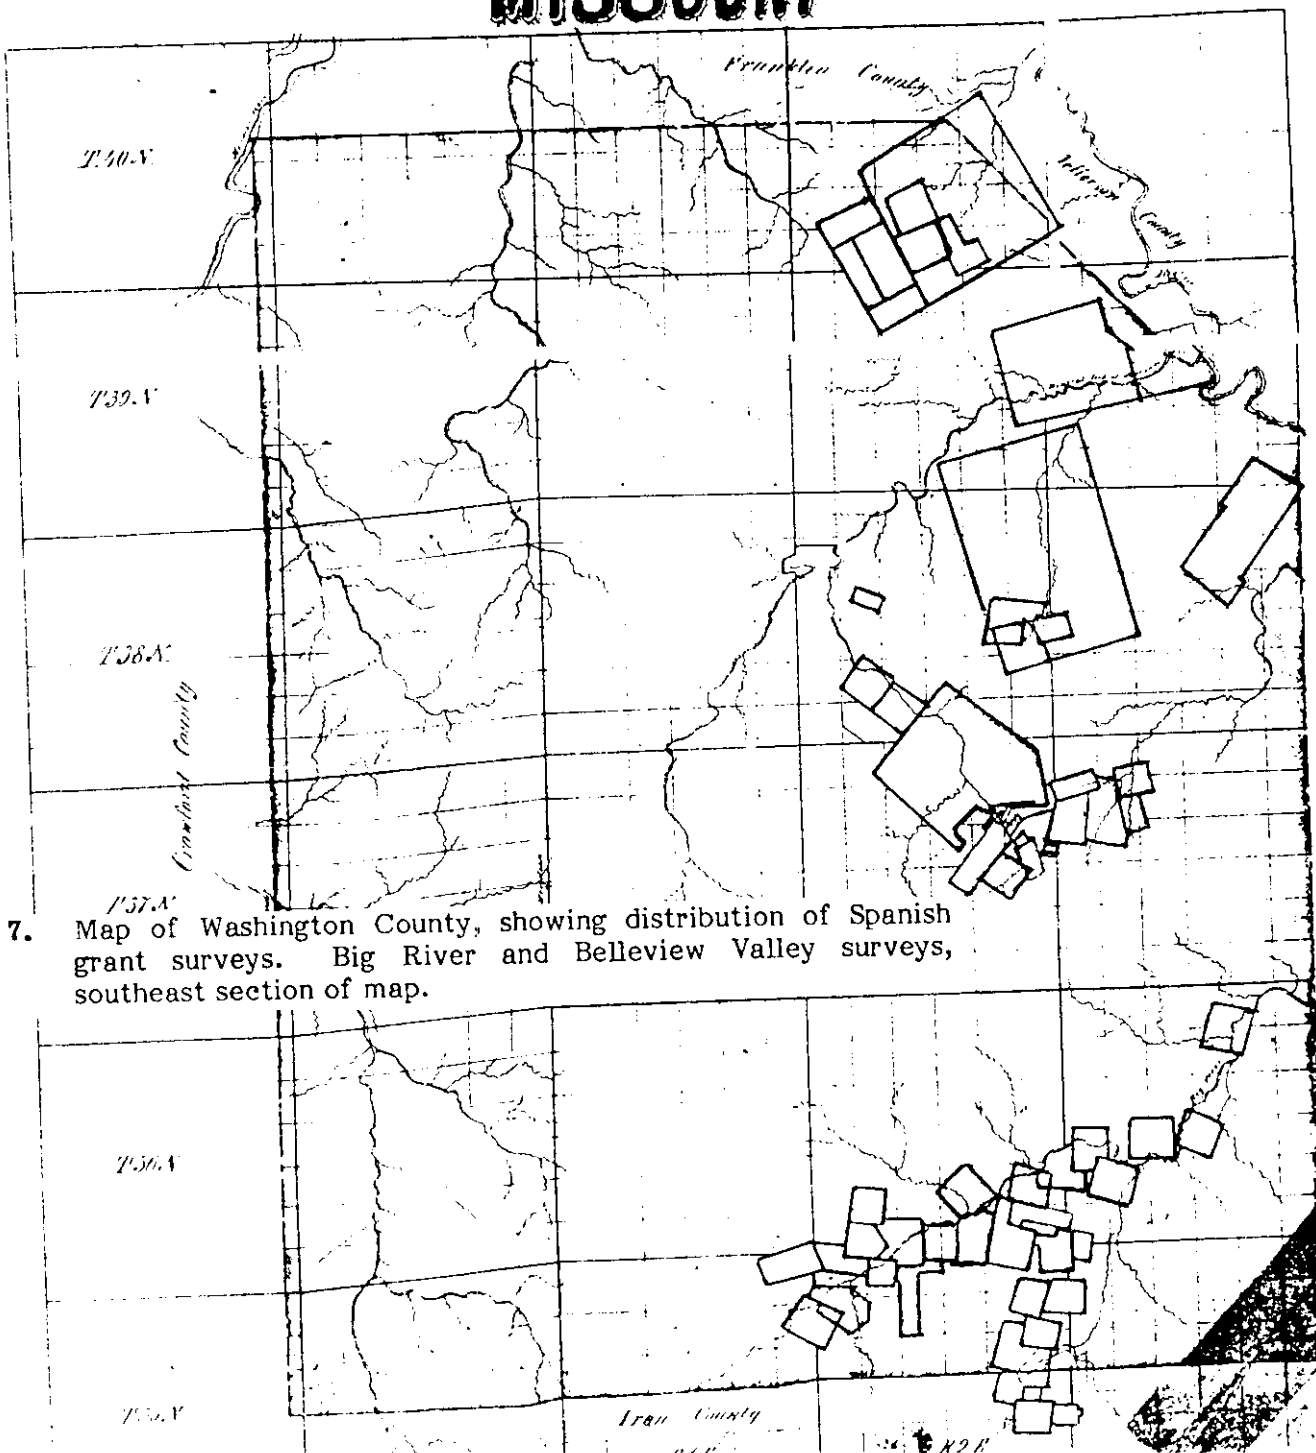 Missouri
Franklin County
T.40.N.
Jefferson County
T.39.N
T.38.N.
Crawford County
T.37.N
7. Map of Washington County, showing distribution of Spanish
grant surveys. Big River and Belleview Valley surveys,
southeast section of map.
T.36.N
Iron County
R2E